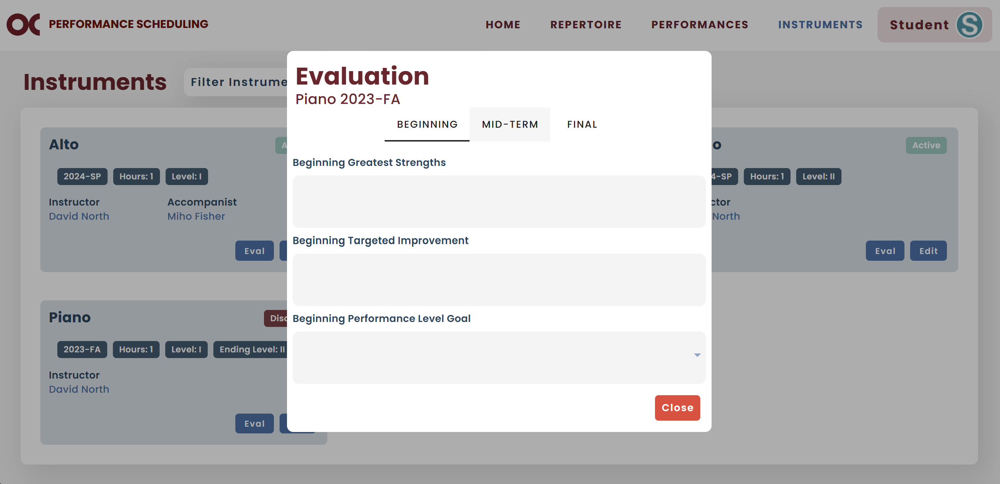 OC PERFORMANCE SCHEDULING
HOME REPERTOIRE PERFORMANCES INSTRUMENTS Student S
Instruments
Filter Instrume
Evaluation
Piano 2023-FA
BEGINNING MID-TERM FINAL
Beginning Greatest Strengths
Beginning Targeted Improvement
Beginning Performance Level Goal
Close
Alto A
2024-SP Hours: 1 Level: I
Instructor Accompanist
David North Miho Fisher
Eval
o Active
4-SP Hours: 1 Level: II
ctor
North
Eval Edit
Piano Disc
2023-FA Hours: 1 Level: I Ending Level: II
Instructor
David North
Eval